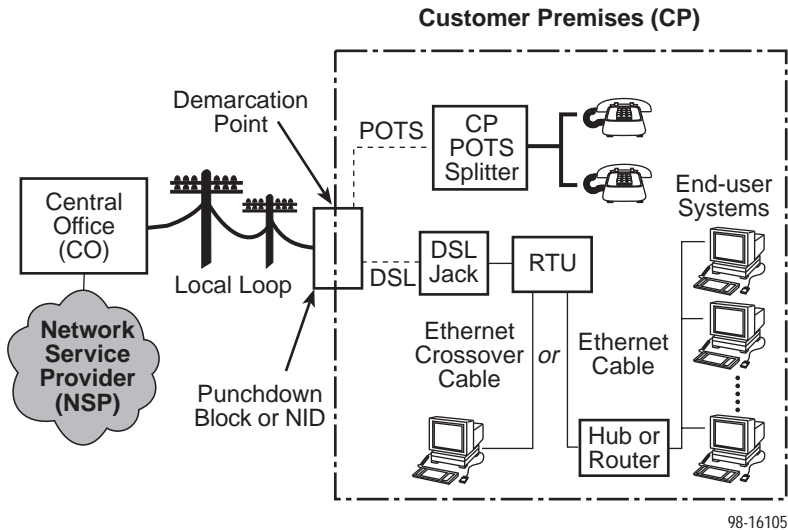 Customer Premises (CP)
Demarcation
Point
POTS
CP
POTS
Splitter
Central
Office
(CO)
Local Loop
End-user
Systems
DSL
DSL
Jack
RTU
Network
Service
Provider
(NSP)
Punchdown
Block or NID
Ethernet
Crossover
Cable
or
Ethernet
Cable
Hub or
Router
98-16105